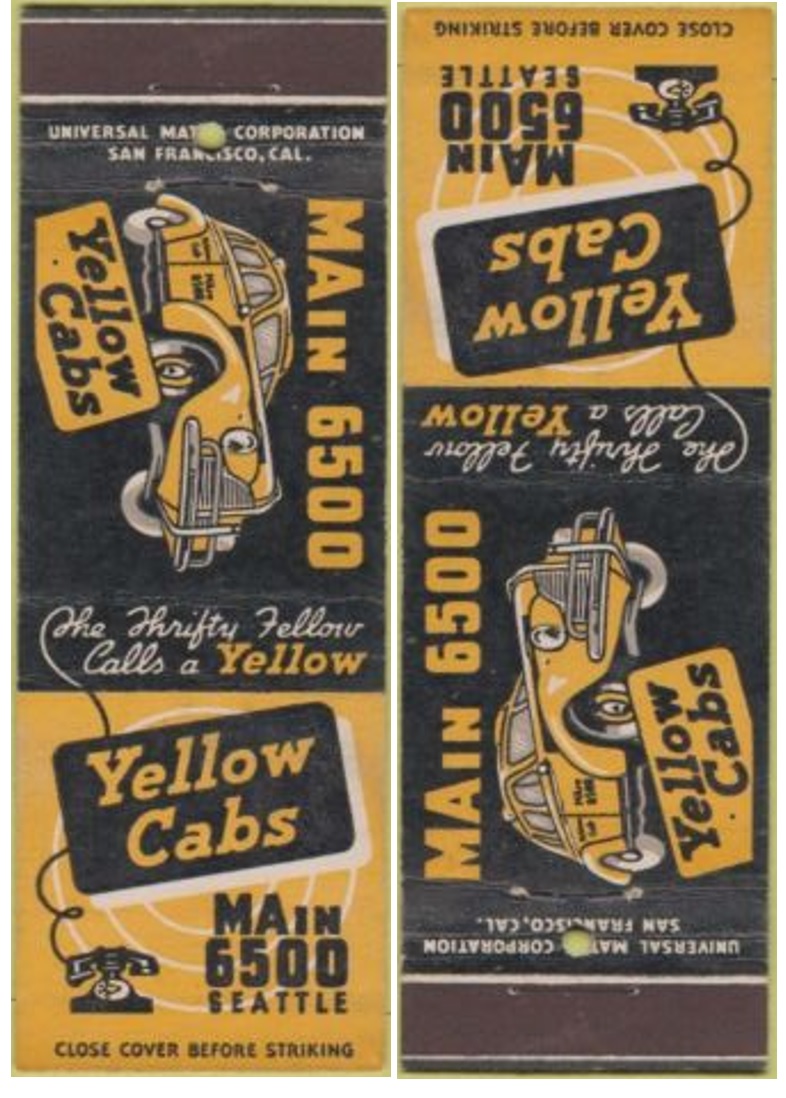 UNIVERSAL MATCH CORPORATION
SAN FRANCISCO, CAL.
MAIN 6500
Yellow
Cabs
The Thrifty Fellow
Calls a Yellow
Yellow
Cabs
MAIN
6500
SEATTLE
CLOSE COVER BEFORE STRIKING
CLOSE COVER BEFORE STRIKING
MAIN
6500
SEATTLE
Yellow
Cabs
The Thrifty Fellow
Calls a Yellow
MAIN 6500
Yellow
Cabs
UNIVERSAL MATCH CORPORATION
SAN FRANCISCO, CAL.